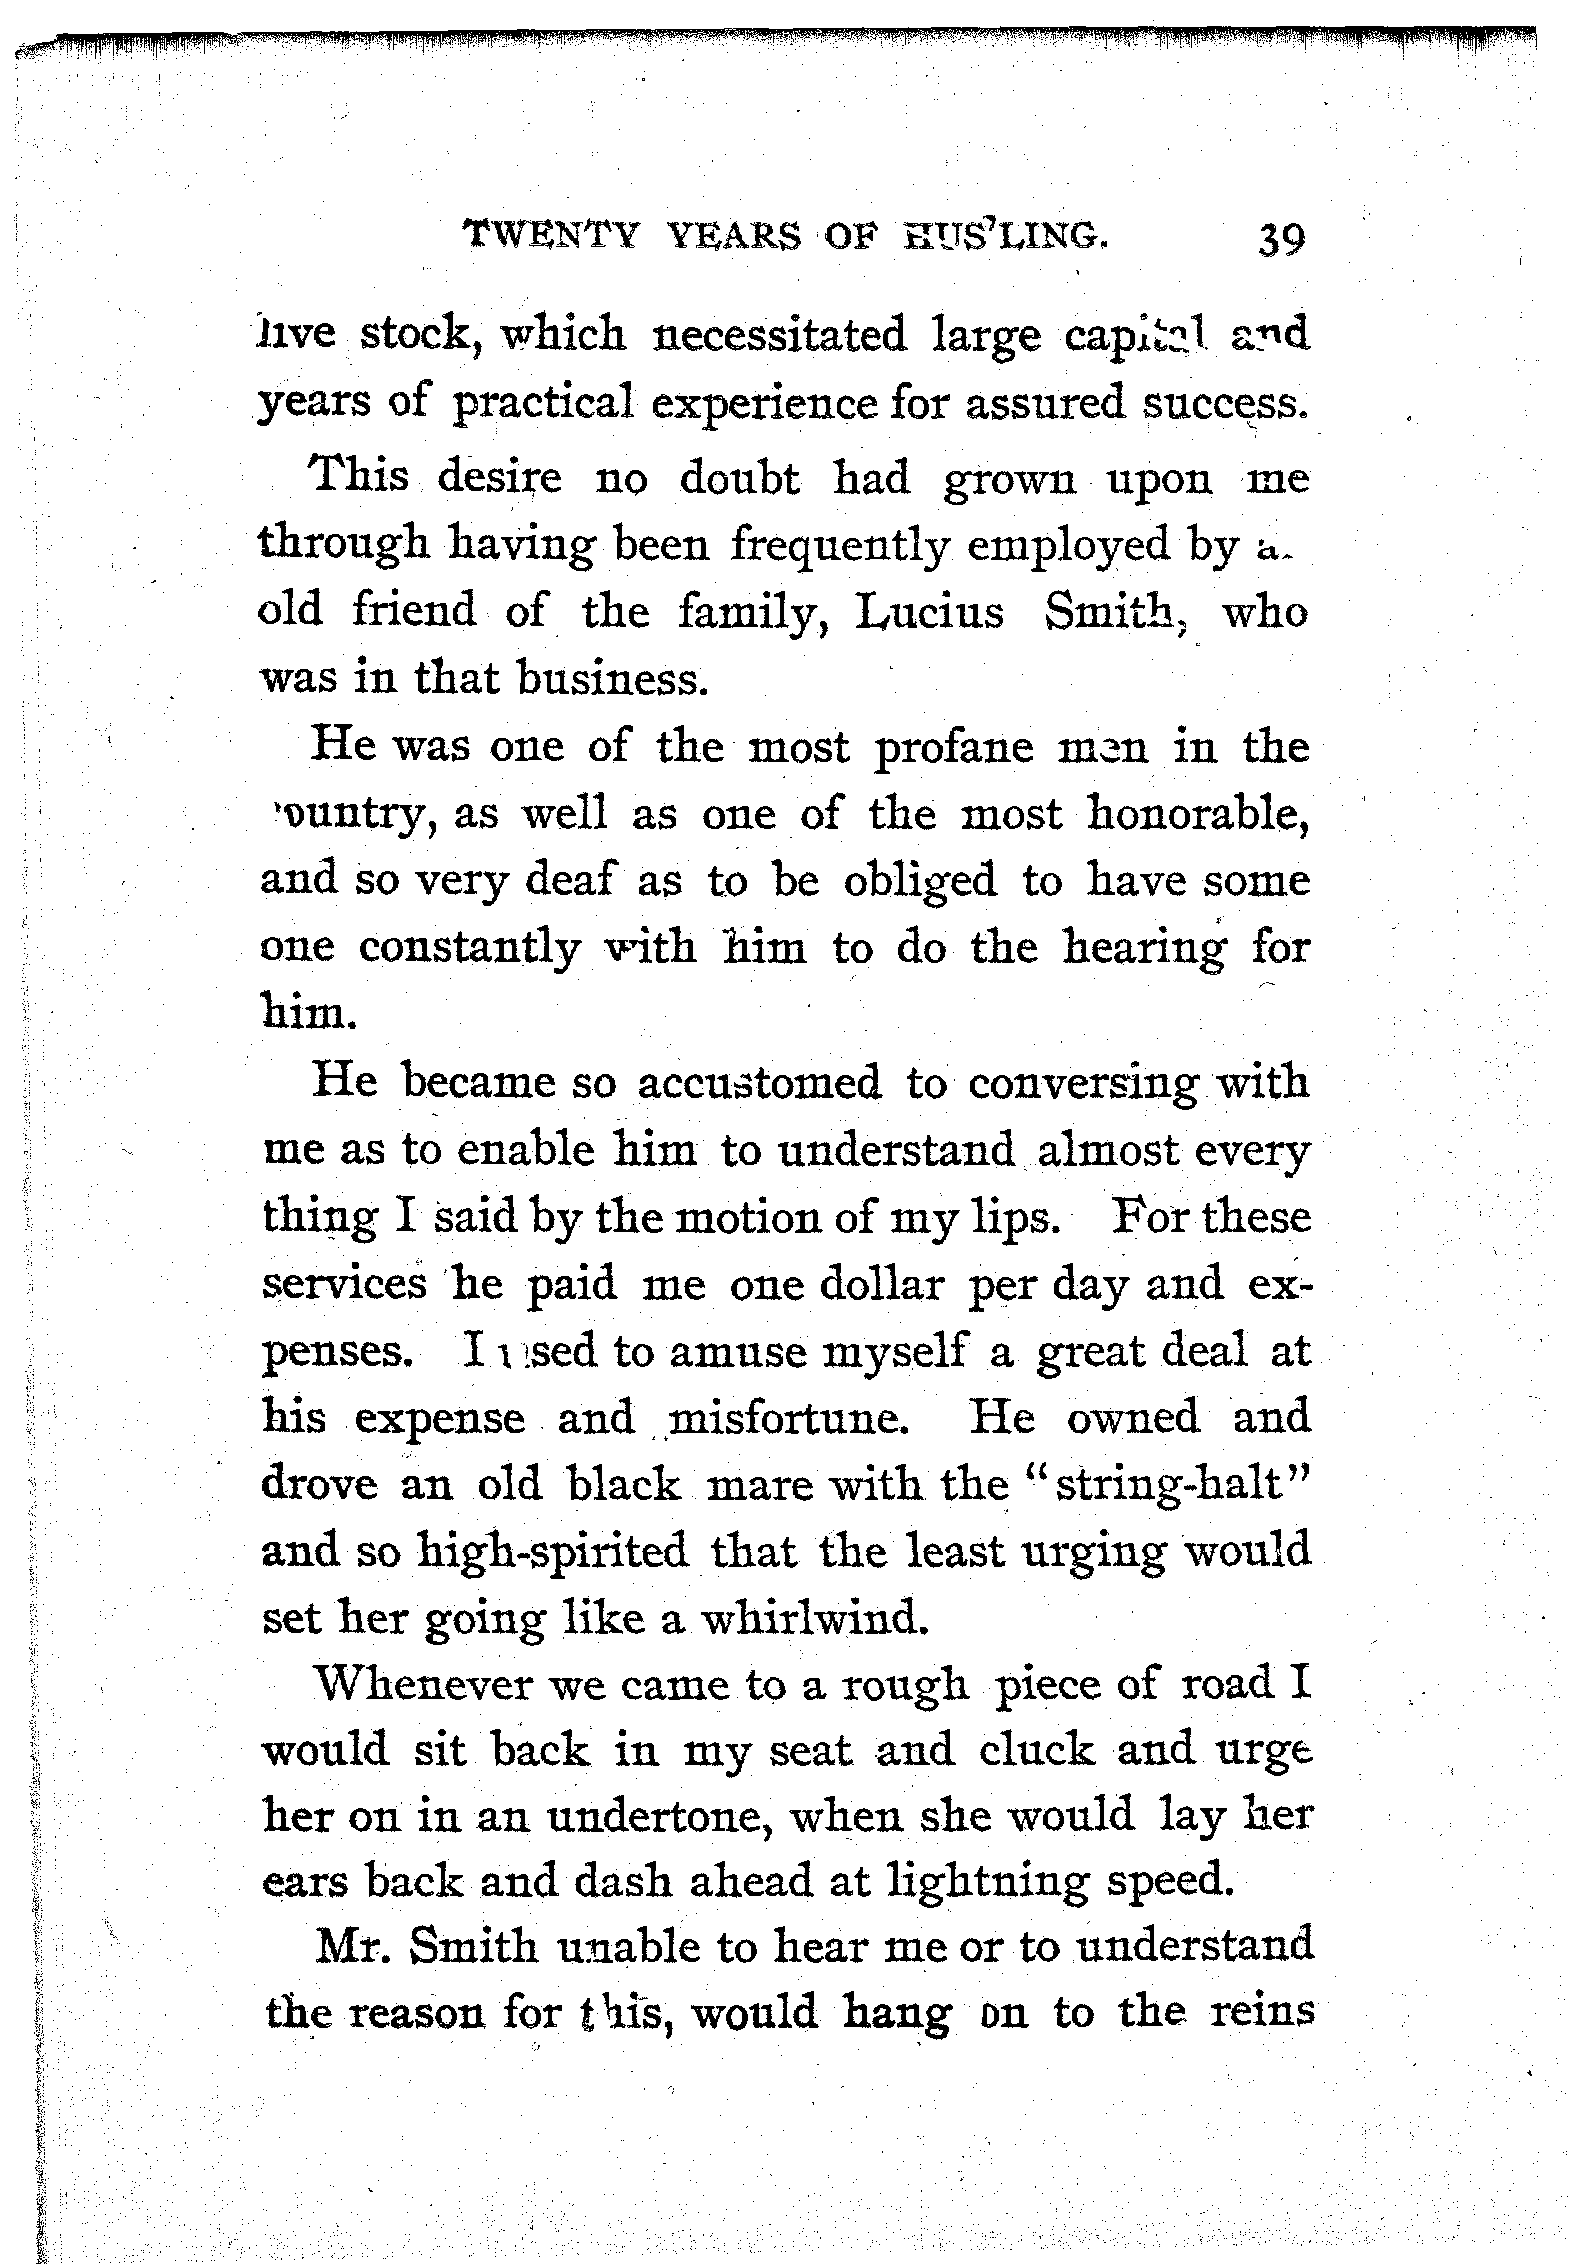 TWENTY YEARS OF HUS'LING. 39
live stock, which necessitated large capital and
years of practical experience for assured success.
This desire no doubt had grown upon me
through having been frequently employed by
old friend of the family, Lucius Smith, who
was in that business.
He was one of the most profane men in the
country, as well as one of the most honorable,
and so very deaf as to be obliged to have some
one constantly with him to do the hearing for
him.
He became so accustomed to conversing with
me as to enable him to understand almost every
thing I said by the motion of my lips. For these
services he paid me one dollar per day and ex-
penses. I used to amuse myself a great deal at
his expense and misfortune. He owned and
drove an old black mare with the "string-halt"
and so high-spirited that the least urging would
set her going like a whirlwind.
Whenever we came to a rough piece of road I
would sit back in my seat and cluck and urge
her on in an undertone, when she would lay her
ears back and dash ahead at lightning speed.
Mr. Smith unable to hear me or to understand
the reason for this, would hang on to the reins